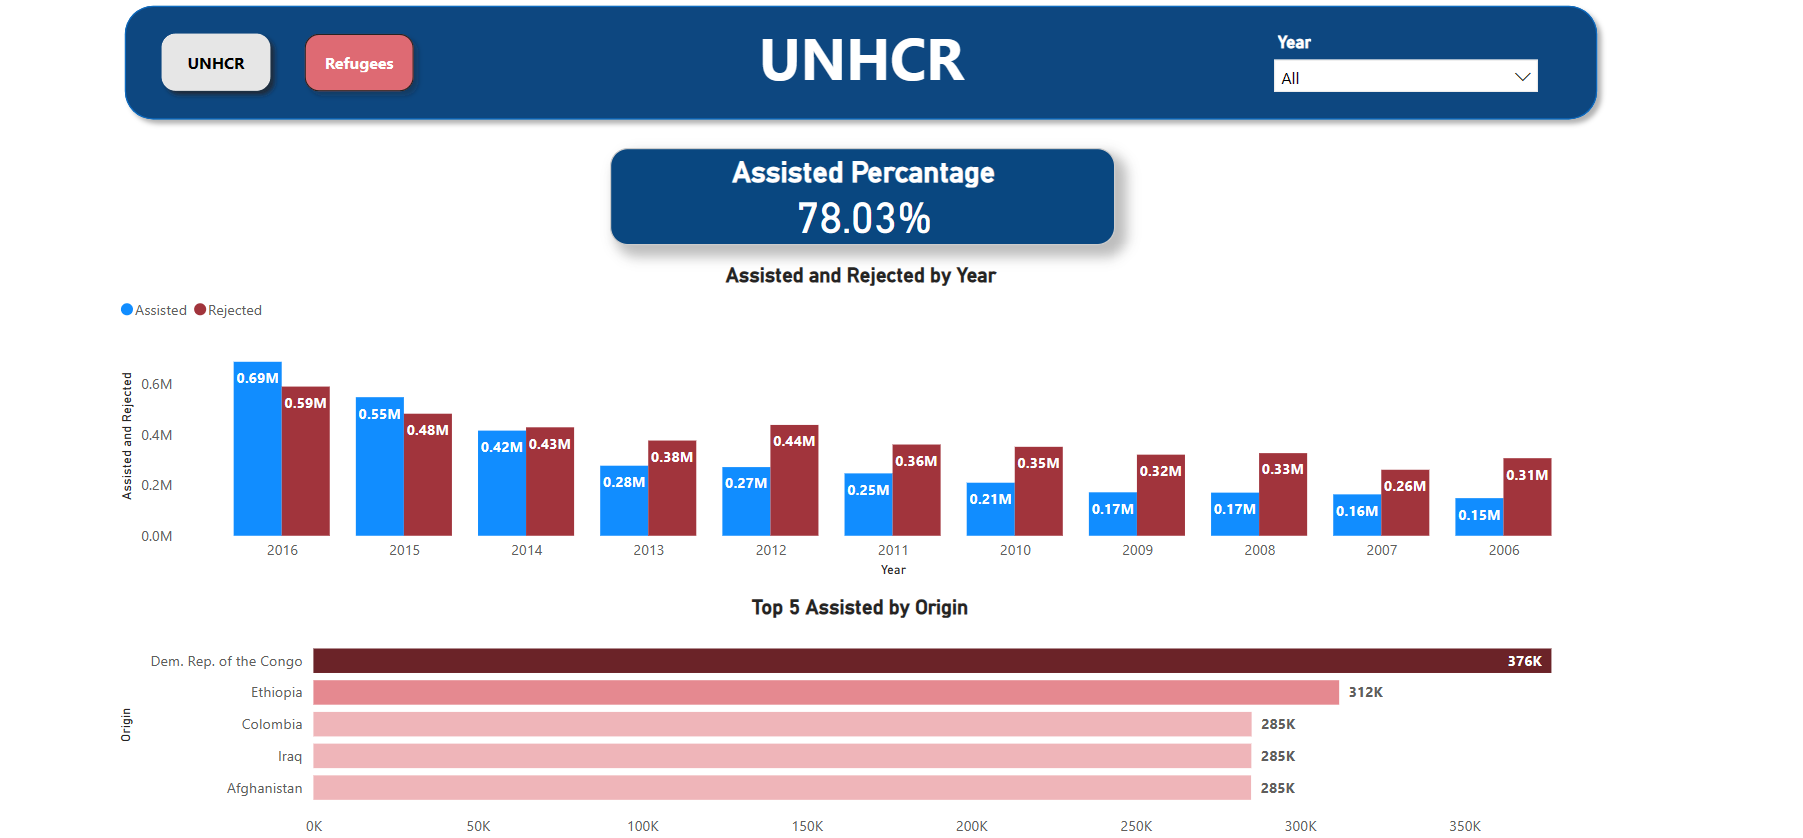 UNHCR
Refugees
UNHCR
Year
All
Assisted Percantage
78.03%
Assisted and Rejected by Year
Assisted Rejected
Assisted and Rejected
0.6M
0.4M
0.2M
0.0M
0.69M 0.59M 0.55M 0.48M 0.42M 0.43M 0.28M 0.38M 0.27M 0.44M 0.25M 0.36M 0.21M 0.35M 0.17M 0.32M 0.17M 0.33M 0.16M 0.26M 0.15M 0.31M
2016 2015 2014 2013 2012 2011 2010 2009 2008 2007 2006
Year
Top 5 Assisted by Origin
Origin
Dem. Rep. of the Congo 376K
Ethiopia 312K
Colombia 285K
Iraq 285K
Afghanistan 285K
0K 50K 100K 150K 200K 250K 300K 350K